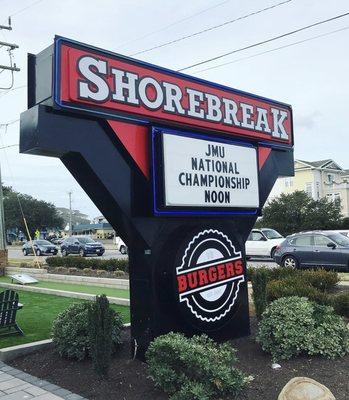 SHOREBREAK
JMU
NATIONAL
CHAMPIONSHIP
NOON
BURGERS